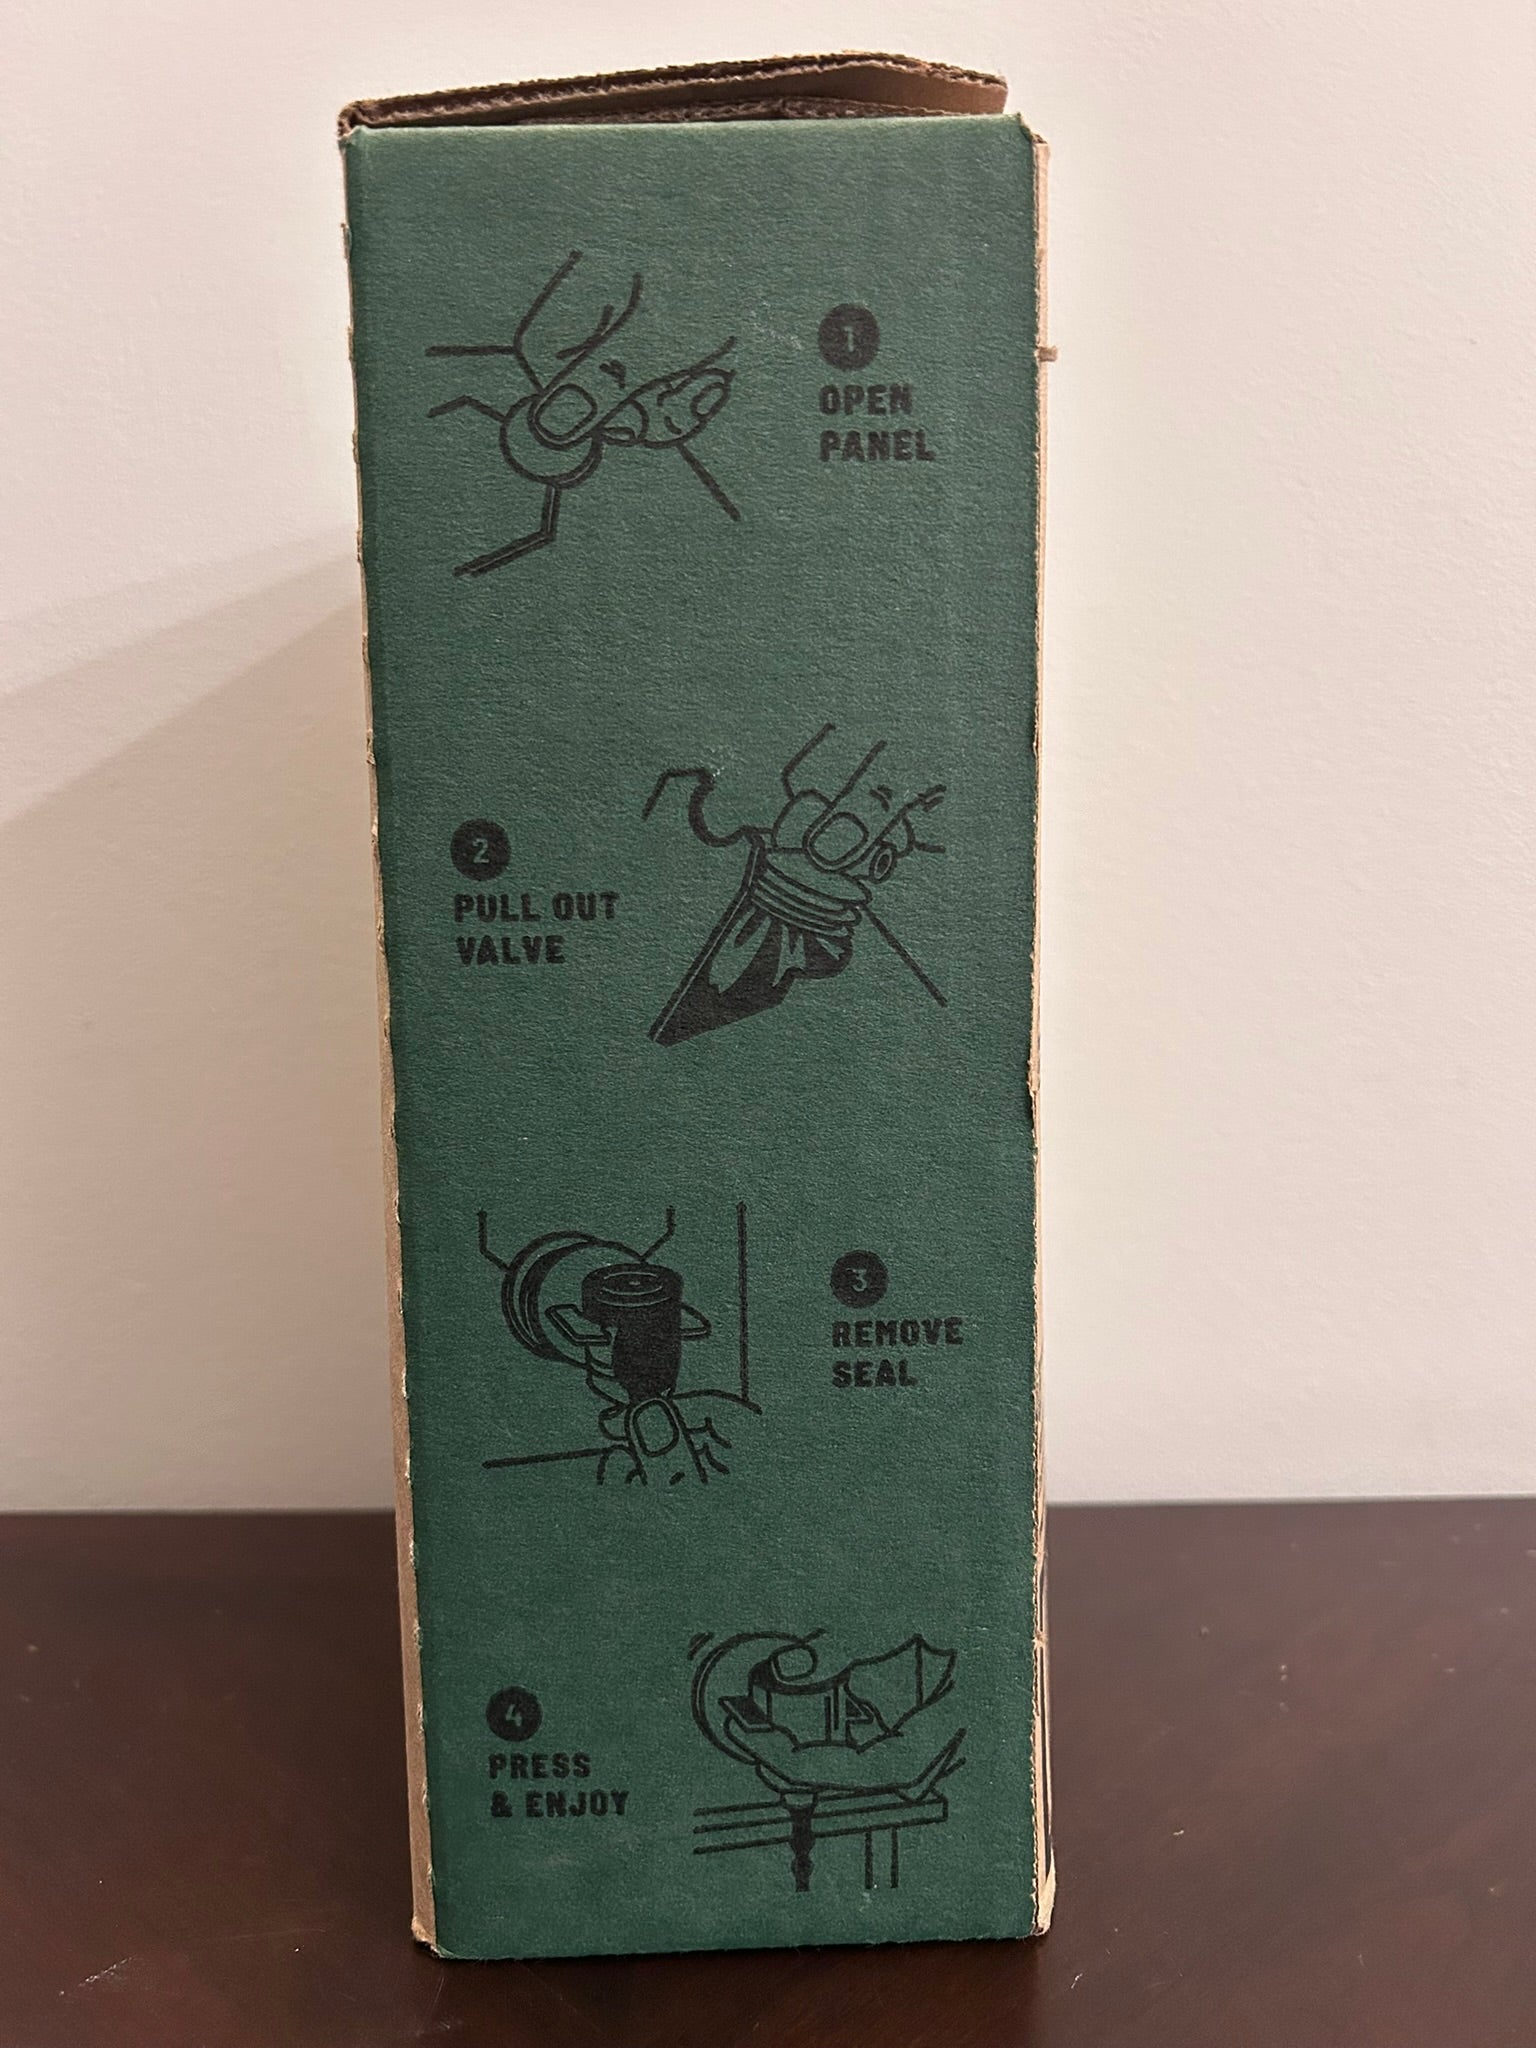 1
OPEN
PANEL
2
PULL OUT
VALVE
3
REMOVE
SEAL
4
PRESS
& ENJOY